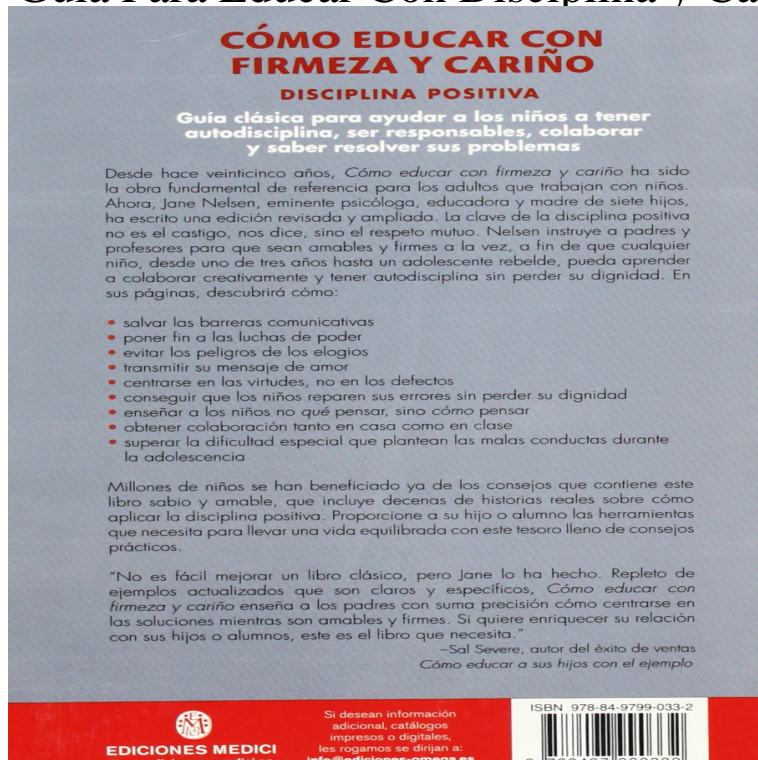 Guía Para Educar Con Disciplina y Ca
CÓMO EDUCAR CON
FIRMEZA Y CARIÑO
DISCIPLINA POSITIVA
Guía clásica para ayudar a los niños a tener
autodisciplina, ser responsables, colaborar
y saber resolver sus problemas
Desde hace veinticinco años, Cómo educar con firmeza y cariño ha sido
la obra fundamental de referencia para los adultos que trabajan con niños.
Ahora, Jane Nelsen, eminente psicóloga, educadora y madre de siete hijos,
ha escrito una edición revisada y ampliada. La clave de la disciplina positiva
no es el castigo, nos dice, sino el respeto mutuo. Nelsen instruye a padres y
profesores para que sean amables y firmes a la vez, a fin de que cualquier
niño, desde uno de tres años hasta un adolescente rebelde, pueda aprender
a colaborar creativamente y tener autodisciplina sin perder su dignidad. En
sus páginas, descubrirá cómo:
• salvar las barreras comunicativas
• poner fin a las luchas de poder
• evitar los peligros de los elogios
• transmitir su mensaje de amor
• centrarse en las virtudes, no en los defectos
• conseguir que los niños reparen sus errores sin perder su dignidad
• enseñar a los niños no qué pensar, sino cómo pensar
• obtener colaboración tanto en casa como en clase
• superar la dificultad especial que plantean las malas conductas durante
la adolescencia
Millones de niños se han beneficiado ya de los consejos que contiene este
libro sabio y amable, que incluye decenas de historias reales sobre cómo
aplicar la disciplina positiva. Proporcione a su hijo o alumno las herramientas
que necesita para llevar una vida equilibrada con este tesoro lleno de consejos
prácticos.
"No es fácil mejorar un libro clásico, pero Jane lo ha hecho. Repleto de
ejemplos actualizados que son claros y específicos, Cómo educar con
firmeza y cariño enseña a los padres con suma precisión cómo centrarse en
las soluciones mientras son amables y firmes. Si quiere enriquecer su relación
con sus hijos o alumnos, este es el libro que necesita."
–Sal Severe, autor del éxito de ventas
Cómo educar a sus hijos con el ejemplo
EDICIONES MEDICI
Si desean información
adicional, catálogos
impresos o digitales,
les rogamos se dirijan a:
info@ediciones-omega.es
ISBN 978-84-9799-033-2